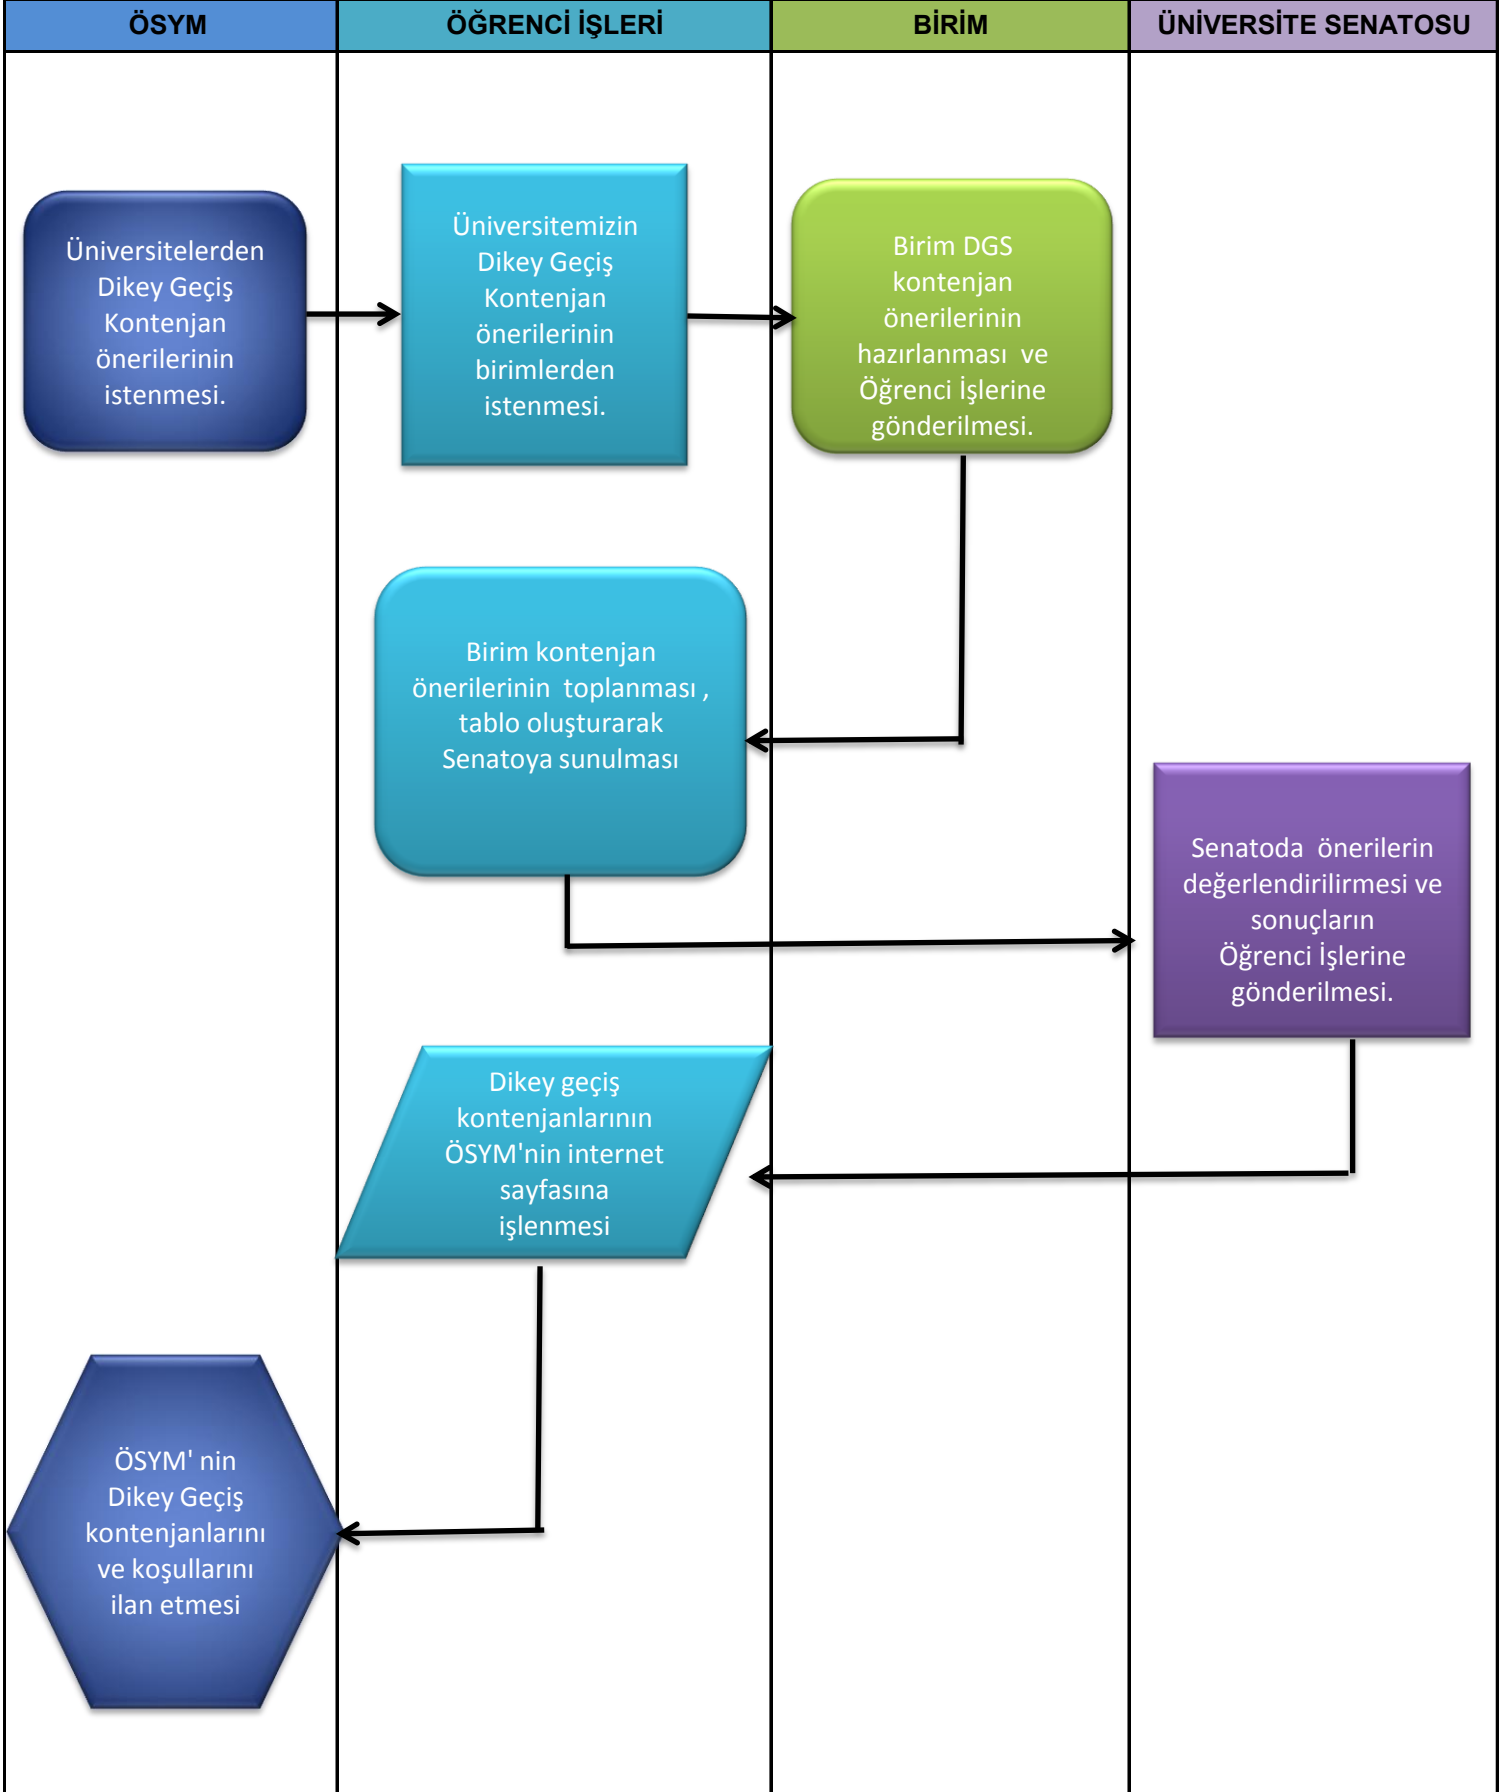 ÖSYM
ÖĞRENCİ İŞLERİ
BİRİM
ÜNİVERSİTE SENATOSU
Üniversitelerden
Dikey Geçiş
Kontenjan
önerilerinin
istenmesi.
Üniversitemizin
Dikey Geçiş
Kontenjan
önerilerinin
birimlerden
istenmesi.
Birim DGS
kontenjan
önerilerinin
hazırlanması ve
Öğrenci İşlerine
gönderilmesi.
Birim kontenjan
önerilerinin toplanması ,
tablo oluşturarak
Senatoya sunulması
Senatoda önerilerin
değerlendirilirmesi ve
sonuçların
Öğrenci İşlerine
gönderilmesi.
Dikey geçiş
kontenjanlarının
ÖSYM'nin internet
sayfasına
işlenmesi
ÖSYM' nin
Dikey Geçiş
kontenjanlarını
ve koşullarını
ilan etmesi